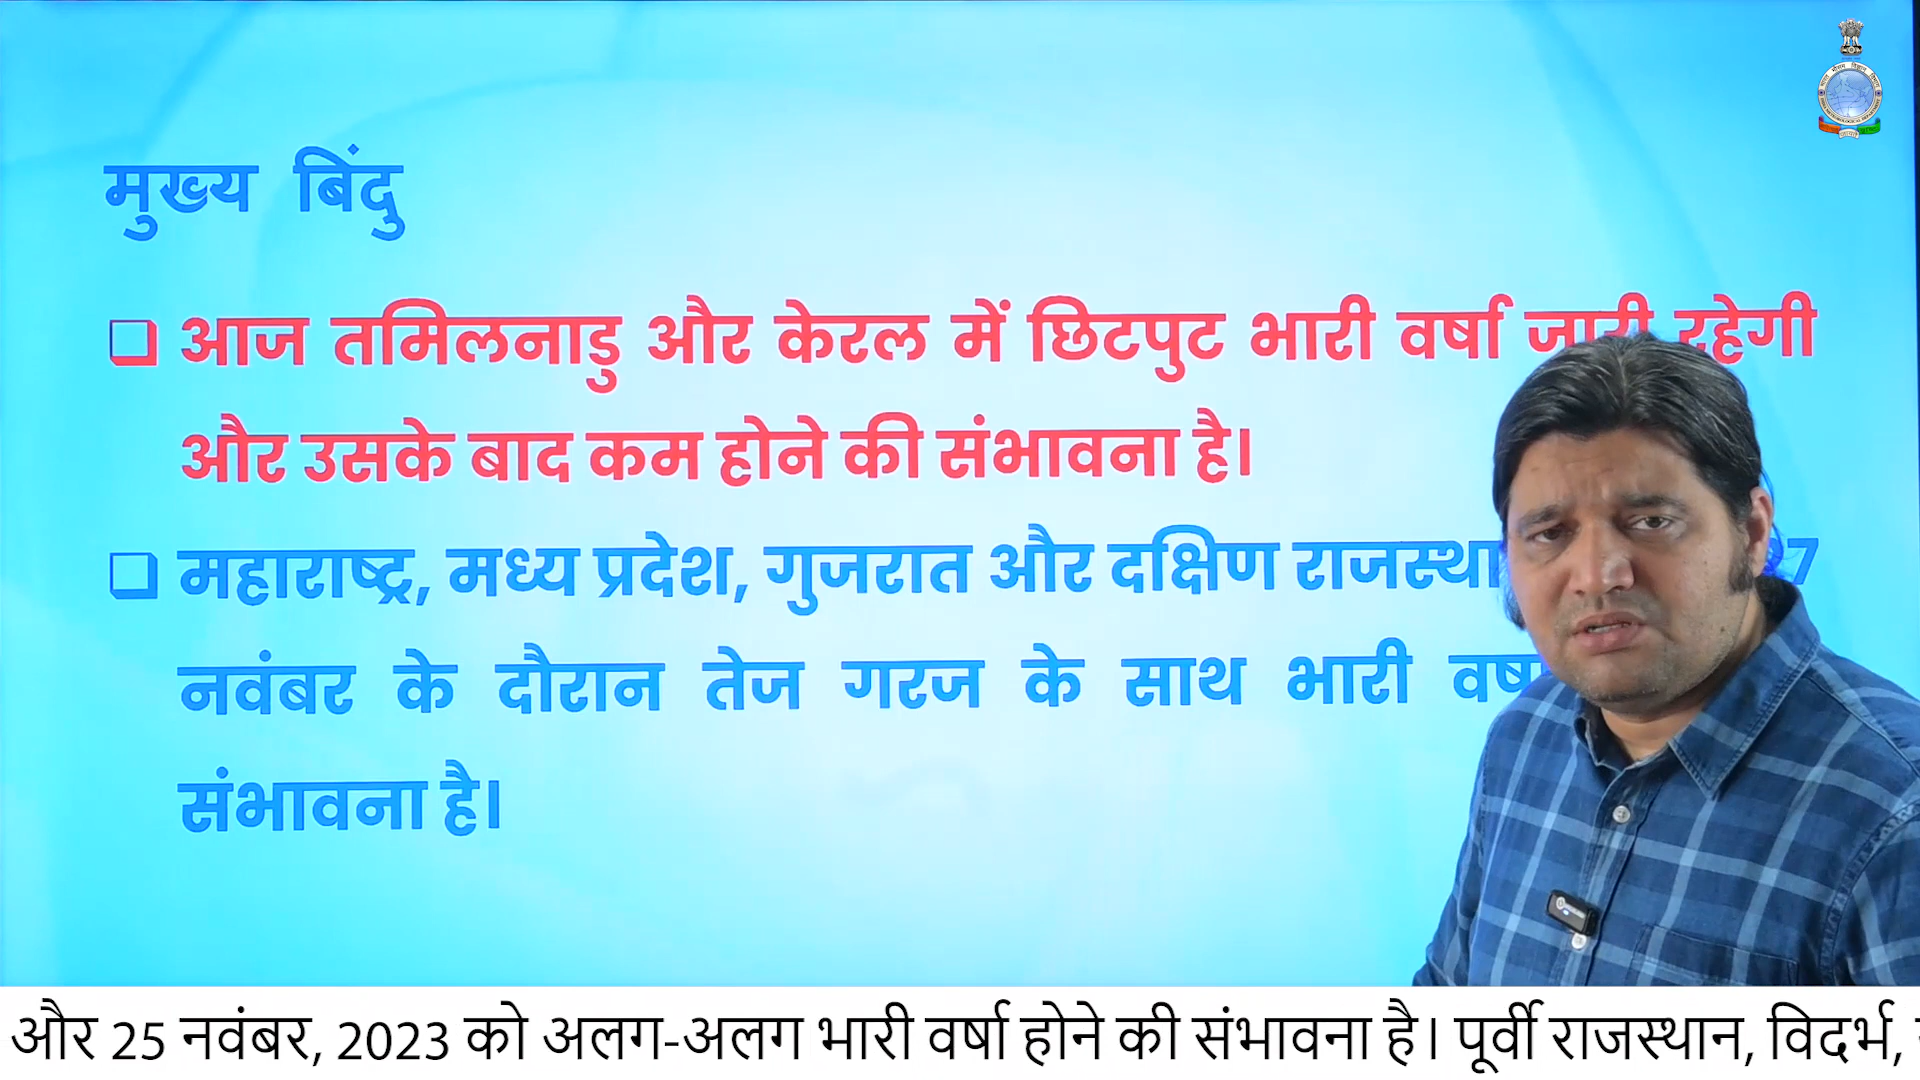 मुख्य बिंदु
आज तमिलनाडु और केरल में छिटपुट भारी वर्षा जारी रहेगी
और उसके बाद कम होने की संभावना है।
महाराष्ट्र, मध्य प्रदेश, गुजरात और दक्षिण
नवंबर के दौरान तेज गरज के साथ भारी
संभावना है।
और 25 नवंबर, 2023 को अलग-अलग भारी वर्षा होने की संभावना है। पूर्वी राजस्थान, विदर्भ,